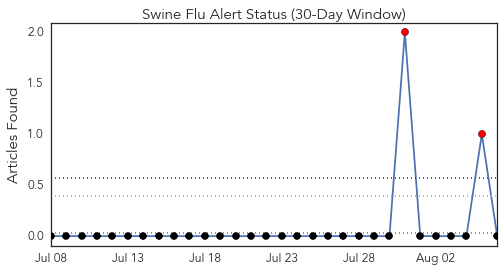 Swine Flu Alert Status (30-Day Window)
Articles Found
2.0
1.5
1.0
0.5
0.0
Jul 08 Jul 13 Jul 18 Jul 23 Jul 28 Aug 02